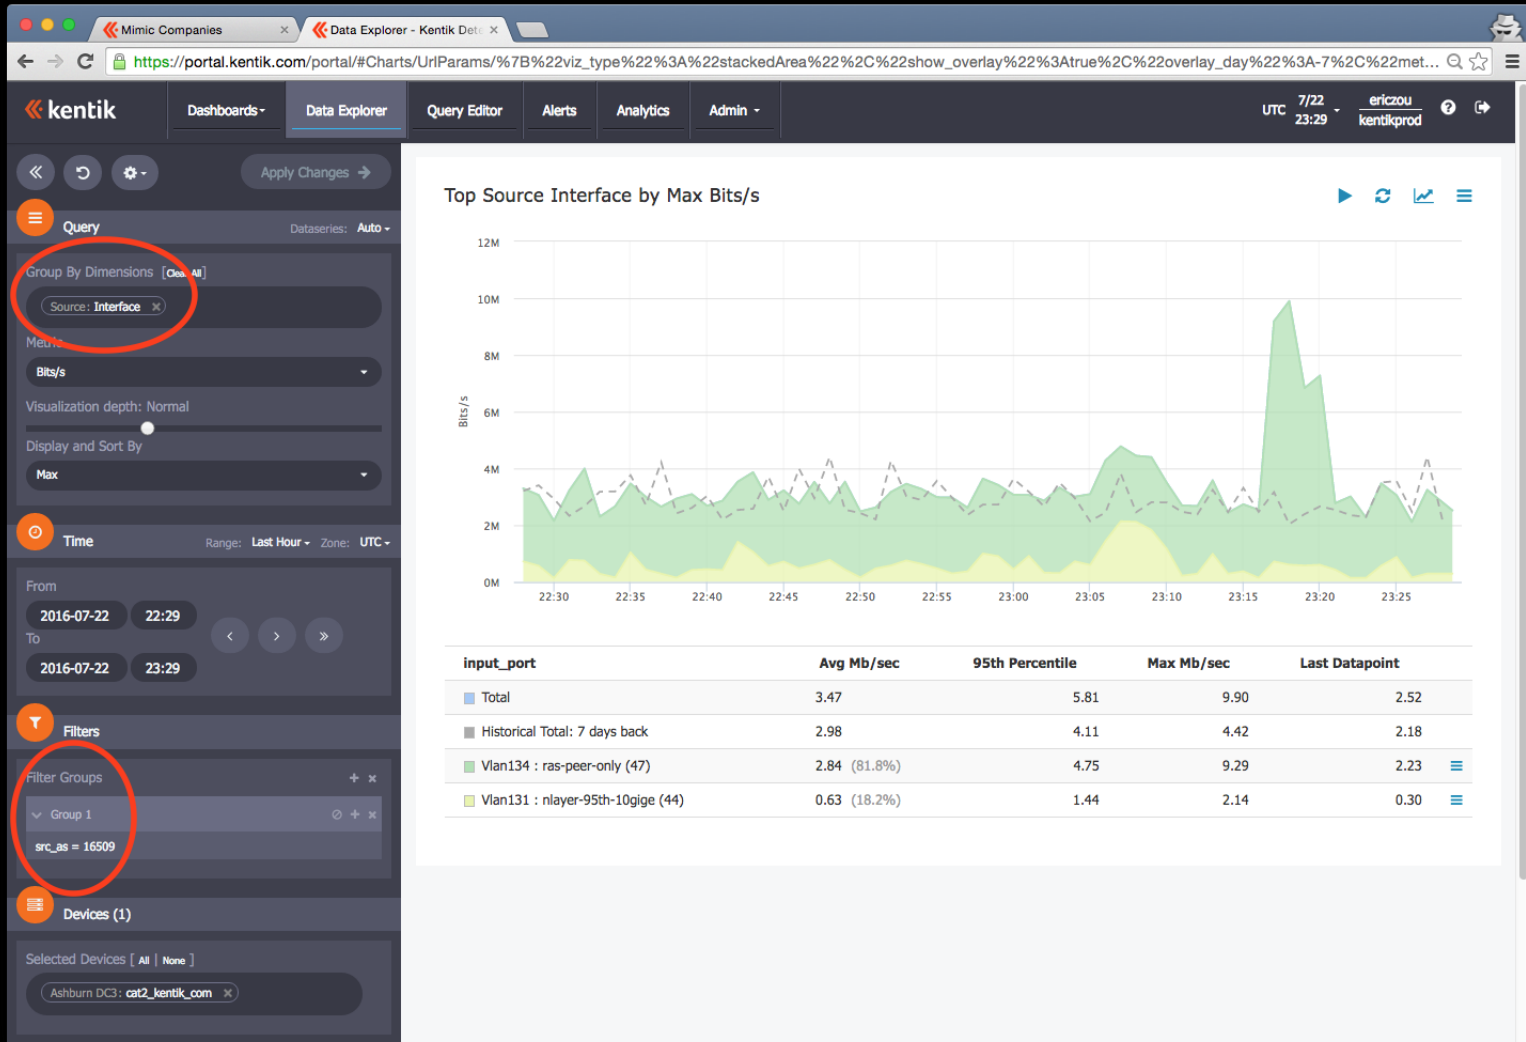 Mimic Companies
Data Explorer - Kentik Dete
https://portal.kentik.com/portal/#Charts/UrlParams/%7B%22viz_type%22%3A%22stackedArea%22%2C%22show_overlay%22%3Atrue%2C%22overlay_day%22%3A-7%2C%22met...
kentik
Dashboards
Data Explorer
Query Editor
Alerts
Analytics
Admin
UTC
7/22
23:29
ericzou
kentikprod
Apply Changes
Query
Dataseries: Auto
Group By Dimensions [Clear All]
Source: Interface
Metric
Bits/s
Visualization depth: Normal
Display and Sort By
Max
Time
Range: Last Hour Zone: UTC
From
2016-07-22 22:29
To
2016-07-22 23:29
Filters
Filter Groups
Group 1
src_as = 16509
Devices (1)
Selected Devices [ All | None ]
Ashburn DC3: cat2_kentik_com
Top Source Interface by Max Bits/s
12M
10M
8M
6M
4M
2M
0M
Bits/s
22:30 22:35 22:40 22:45 22:50 22:55 23:00 23:05 23:10 23:15 23:20 23:25
input_port Avg Mb/sec 95th Percentile Max Mb/sec Last Datapoint
Total 3.47 5.81 9.90 2.52
Historical Total: 7 days back 2.98 4.11 4.42 2.18
Vlan134 : ras-peer-only (47) 2.84 (81.8%) 4.75 9.29 2.23
Vlan131 : nlayer-95th-10gige (44) 0.63 (18.2%) 1.44 2.14 0.30